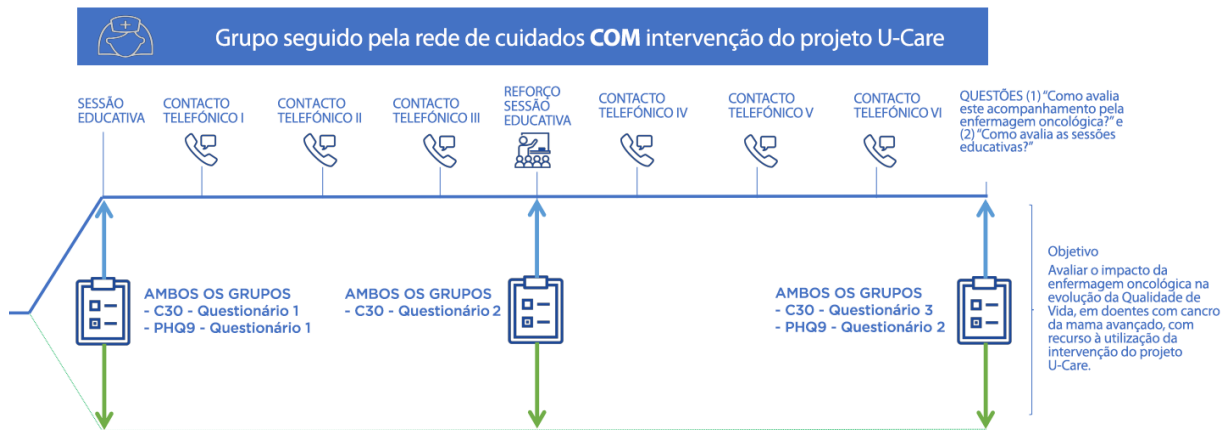 Grupo seguido pela rede de cuidados COM intervenção do projeto U-Care
SESSÃO
EDUCATIVA
CONTACTO
TELEFÓNICO I
CONTACTO
TELEFÓNICO II
CONTACTO
TELEFÓNICO III
REFORÇO
SESSÃO
EDUCATIVA
CONTACTO
TELEFÓNICO IV
CONTACTO
TELEFÓNICO V
CONTACTO
TELEFÓNICO VI
QUESTÕES (1) “Como avalia
este acompanhamento pela
enfermagem oncológica?” e
(2) “Como avalia as sessões
educativas?”
AMBOS OS GRUPOS
- C30 - Questionário 1
- PHQ9 - Questionário 1
AMBOS OS GRUPOS
- C30 - Questionário 2
AMBOS OS GRUPOS
- C30 - Questionário 3
- PHQ9 - Questionário 2
Objetivo
Avaliar o impacto da
enfermagem oncológica na
evolução da Qualidade de
Vida, em doentes com cancro
da mama avançado, com
recurso à utilização da
intervenção do projeto
U-Care.